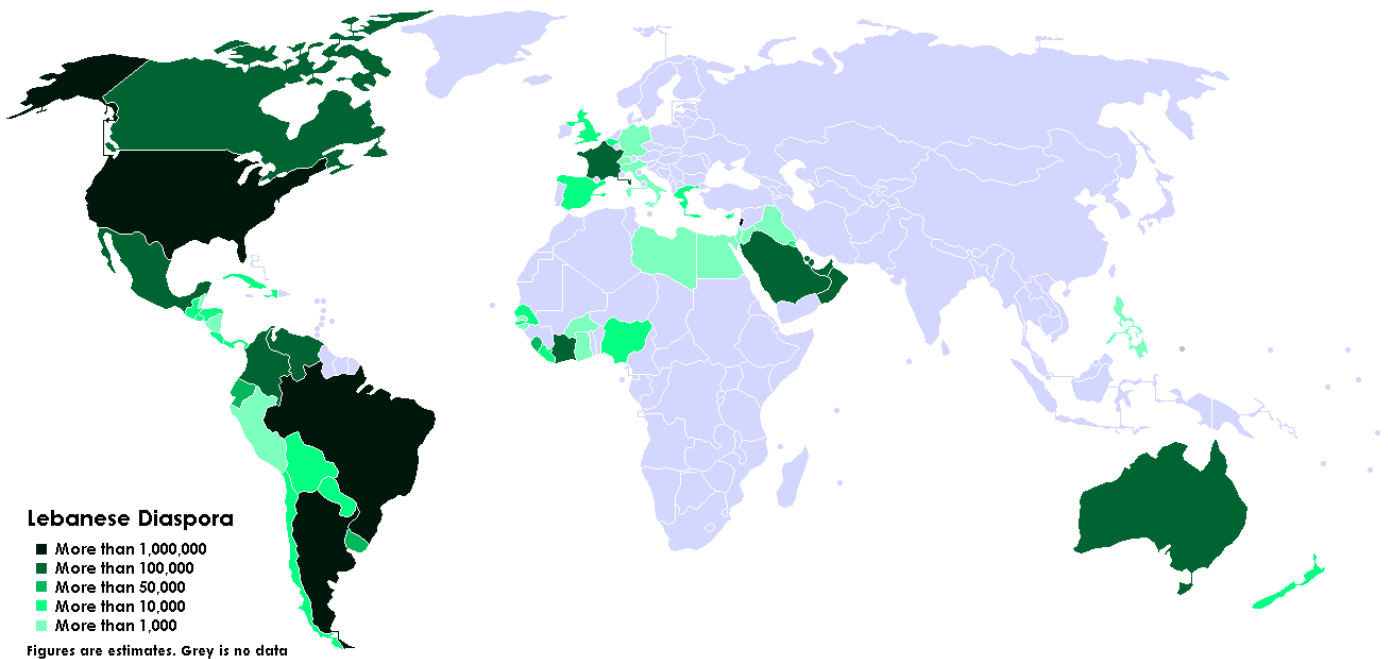 Lebanese Diaspora
More than 1,000,000
More than 100,000
More than 50,000
More than 10,000
More than 1,000
Figures are estimates. Grey is no data